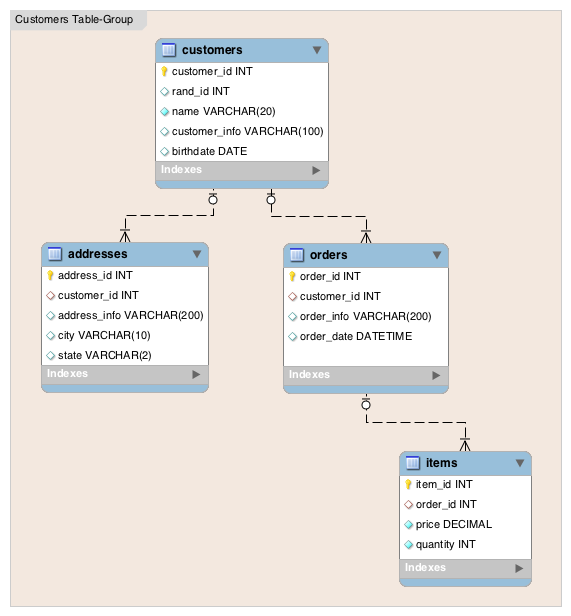 Customers Table-Group
customers
customer_id INT
rand_id INT
name VARCHAR(20)
customer_info VARCHAR(100)
birthdate DATE
Indexes
addresses
address_id INT
customer_id INT
address_info VARCHAR(200)
city VARCHAR(10)
state VARCHAR(2)
Indexes
orders
order_id INT
customer_id INT
order_info VARCHAR(200)
order_date DATETIME
Indexes
items
item_id INT
order_id INT
price DECIMAL
quantity INT
Indexes